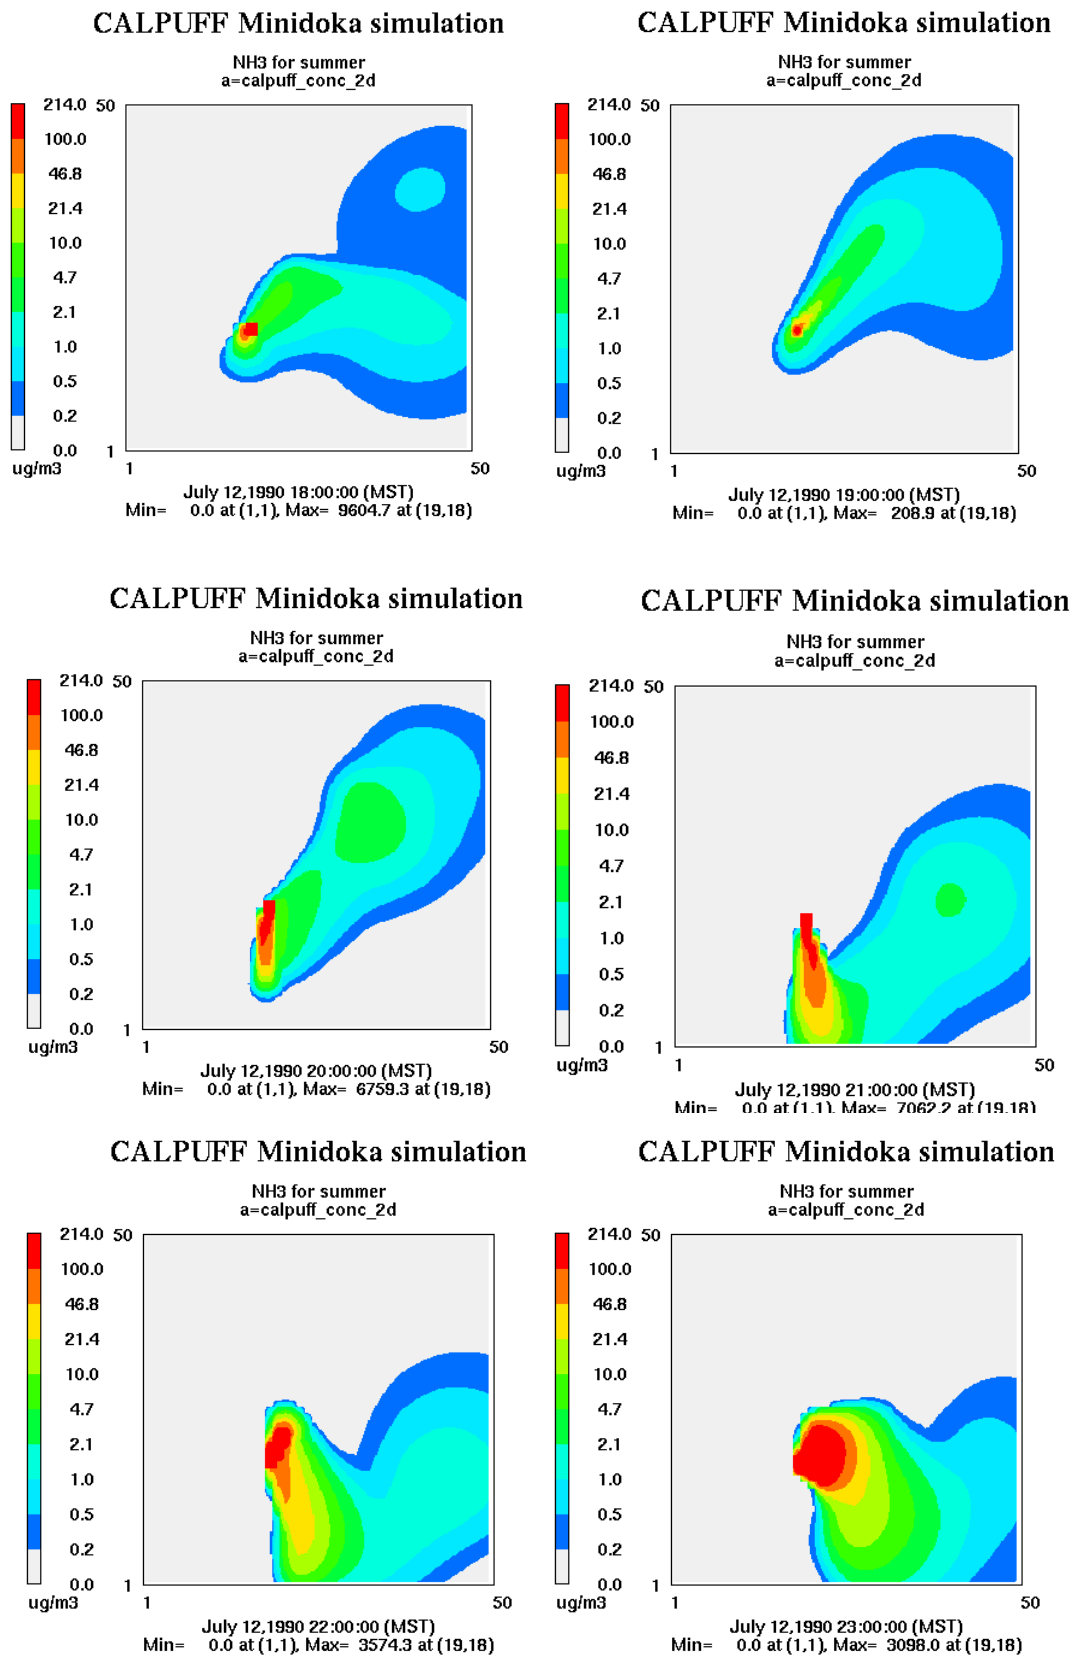 CALPUFF Minidoka simulation
NH3 for summer
a=calpuff_conc_2d
214.0
100.0
46.8
21.4
10.0
4.7
2.1
1.0
0.5
0.2
0.0
ug/m3
50
1
1
50
July 12,1990 18:00:00 (MST)
Min= 0.0 at (1,1), Max= 9604.7 at (19,18)
CALPUFF Minidoka simulation
NH3 for summer
a=calpuff_conc_2d
214.0
100.0
46.8
21.4
10.0
4.7
2.1
1.0
0.5
0.2
0.0
ug/m3
50
1
1
50
July 12,1990 19:00:00 (MST)
Min= 0.0 at (1,1), Max= 208.9 at (19,18)
CALPUFF Minidoka simulation
NH3 for summer
a=calpuff_conc_2d
214.0
100.0
46.8
21.4
10.0
4.7
2.1
1.0
0.5
0.2
0.0
ug/m3
50
1
1
50
July 12,1990 20:00:00 (MST)
Min= 0.0 at (1,1), Max= 6759.3 at (19,18)
CALPUFF Minidoka simulation
NH3 for summer
a=calpuff_conc_2d
214.0
100.0
46.8
21.4
10.0
4.7
2.1
1.0
0.5
0.2
0.0
ug/m3
50
1
1
50
July 12,1990 21:00:00 (MST)
Min= 0.0 at (1,1), Max= 7062.2 at (19,18)
CALPUFF Minidoka simulation
NH3 for summer
a=calpuff_conc_2d
214.0
100.0
46.8
21.4
10.0
4.7
2.1
1.0
0.5
0.2
0.0
ug/m3
50
1
1
50
July 12,1990 22:00:00 (MST)
Min= 0.0 at (1,1), Max= 3574.3 at (19,18)
CALPUFF Minidoka simulation
NH3 for summer
a=calpuff_conc_2d
214.0
100.0
46.8
21.4
10.0
4.7
2.1
1.0
0.5
0.2
0.0
ug/m3
50
1
1
50
July 12,1990 23:00:00 (MST)
Min= 0.0 at (1,1), Max= 3098.0 at (19,18)